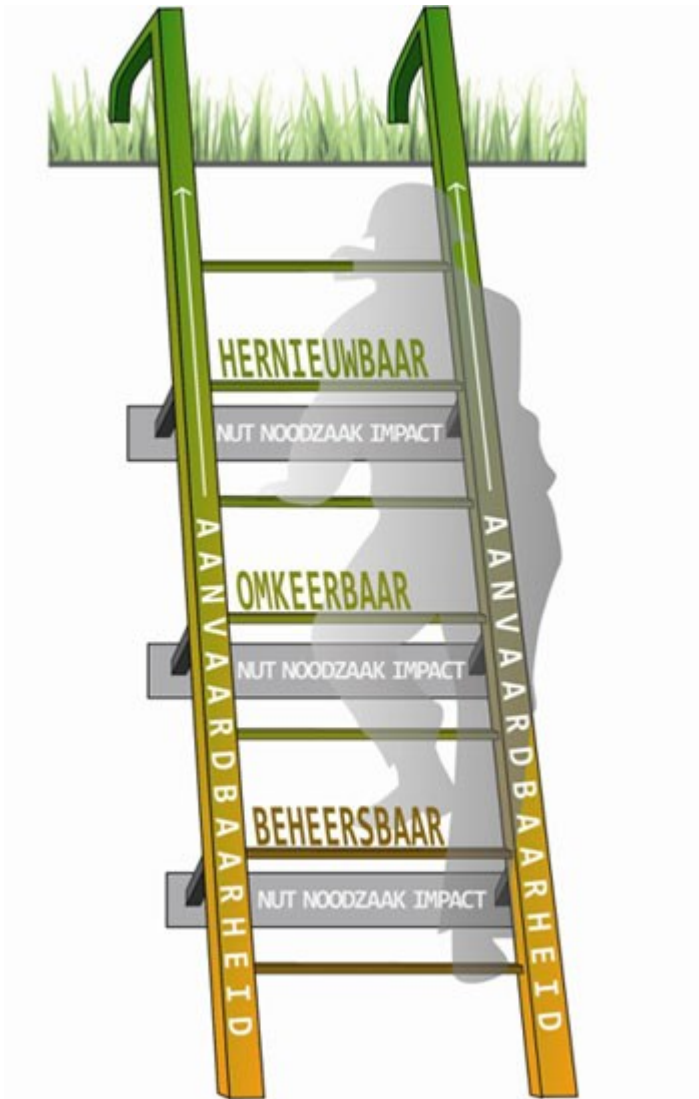 HERNIEUWBAAR
NUT NOODZAAK IMPACT
OMKEERBAAR
NUT NOODZAAK IMPACT
BEHEERSBAAR
NUT NOODZAAK IMPACT
AANVAARDBAARHEID
AANVAARDBAARHEID